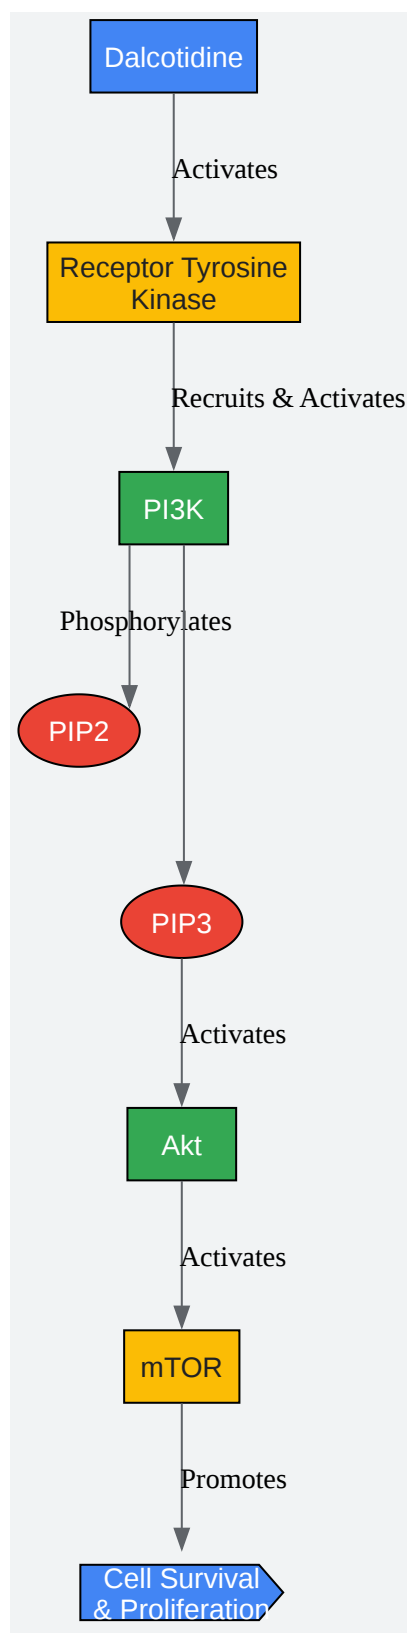 Dalcotidine
Activates
Receptor Tyrosine
Kinase
Recruits & Activates
PI3K
Phosphorylates
PIP2
PIP3
Activates
Akt
Activates
mTOR
Promotes
Cell Survival
& Proliferation